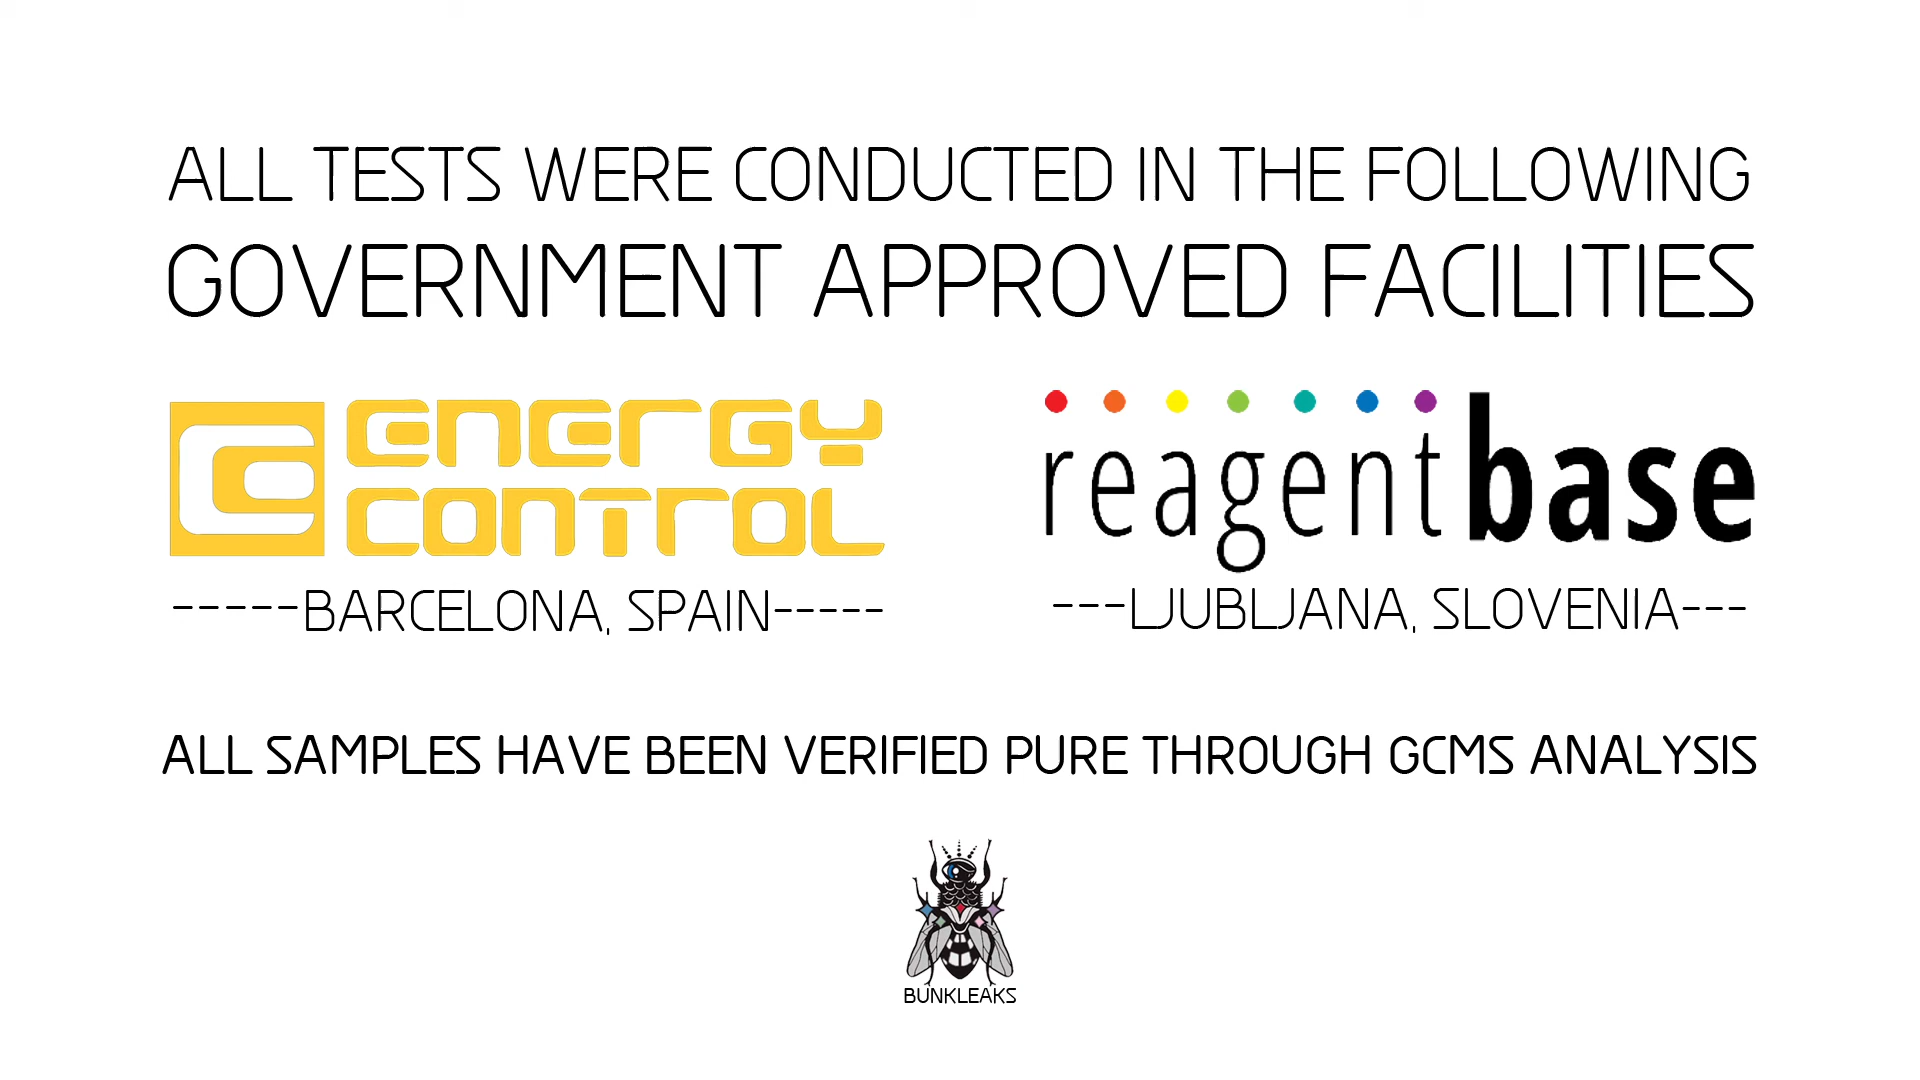 ALL TESTS WERE CONDUCTED IN THE FOLLOWING
GOVERNMENT APPROVED FACILITIES
energy
control
reagentbase
-----BARCELONA, SPAIN-----
---LJUBLJANA, SLOVENIA---
ALL SAMPLES HAVE BEEN VERIFIED PURE THROUGH GCMS ANALYSIS
BUNKLEAKS